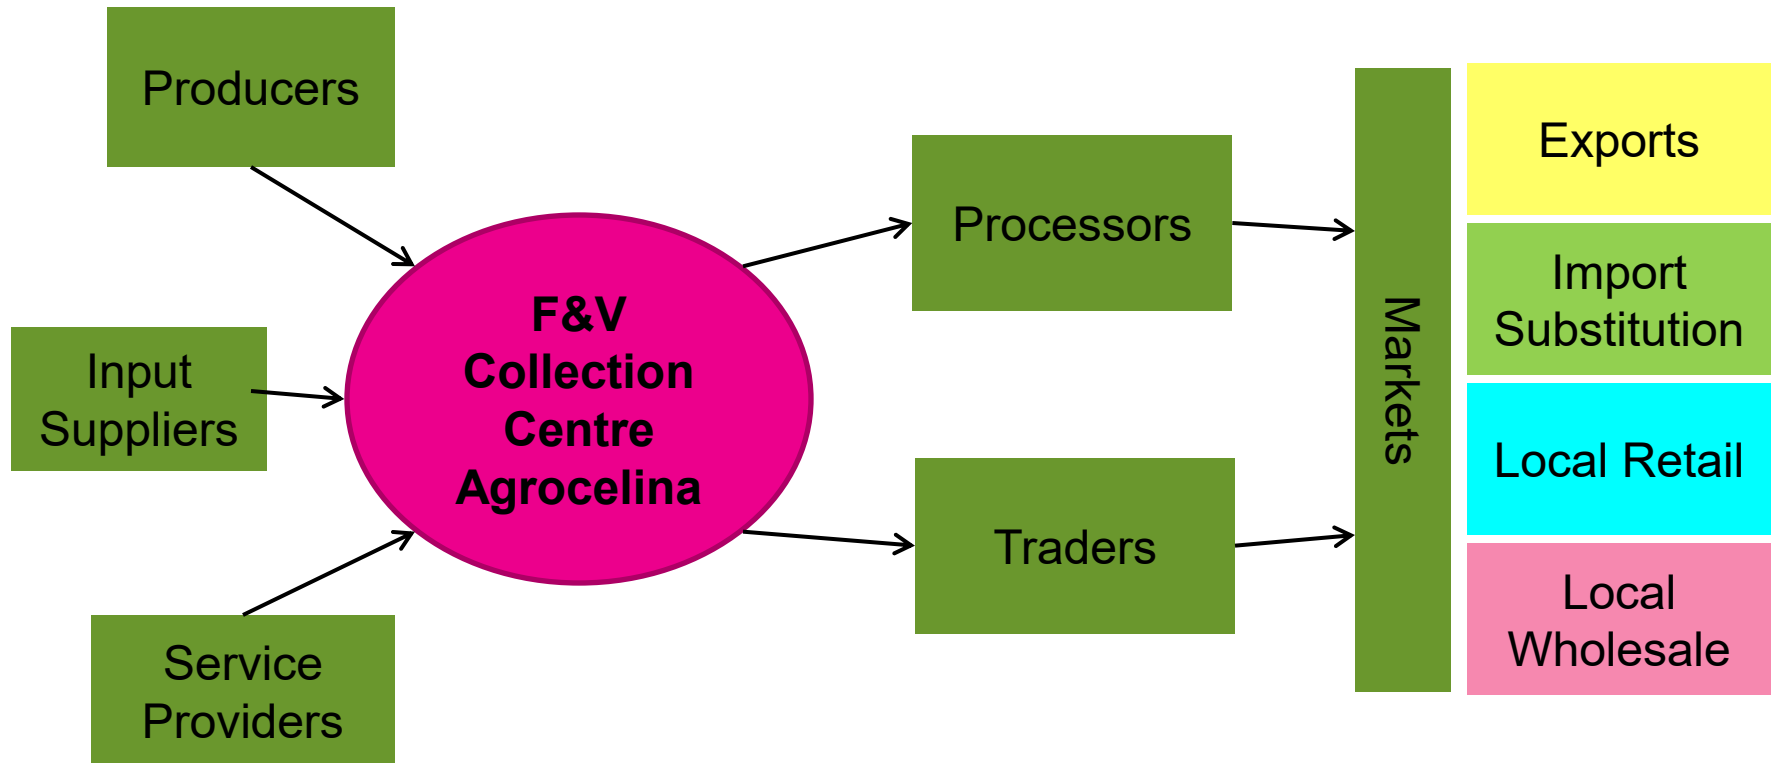 Producers
Input
Suppliers
Service
Providers
F&V
Collection
Centre
Agrocelina
Processors
Traders
Markets
Exports
Import
Substitution
Local Retail
Local
Wholesale